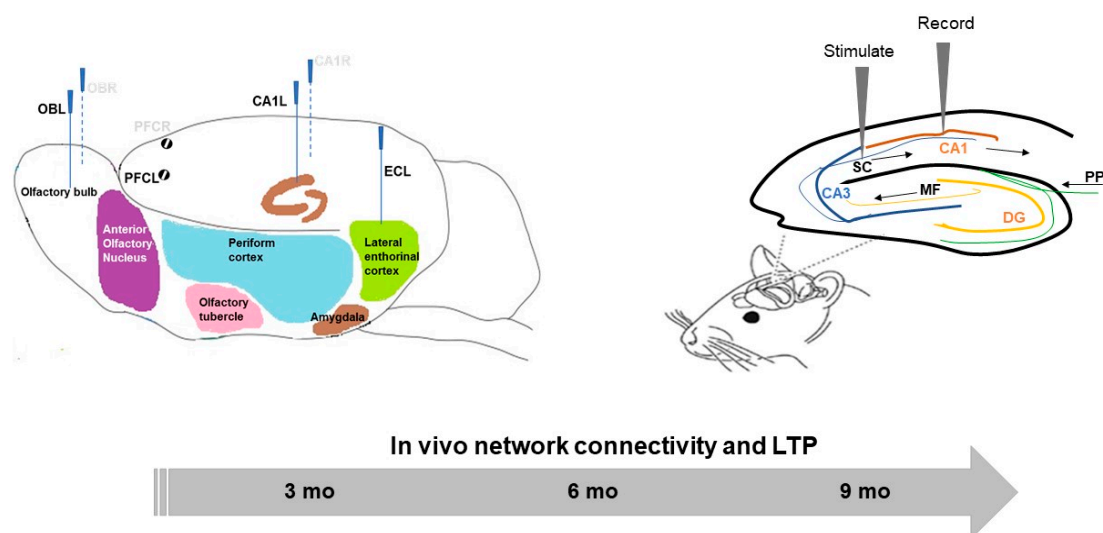 OBR
OBL
CA1R
CA1L
PFCR
PFCL
ECL
Olfactory bulb
Anterior
Olfactory
Nucleus
Periform
cortex
Lateral
enthorinal
cortex
Olfactory
tubercle
Amygdala
Record
Stimulate
CA1
SC
CA3
MF
PP
DG
In vivo network connectivity and LTP
3 mo
6 mo
9 mo